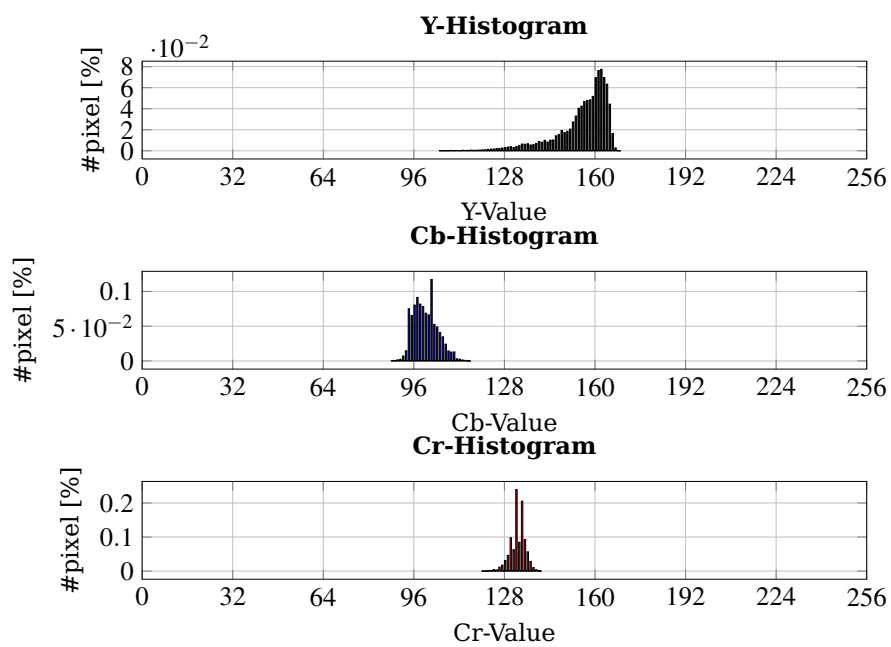 Y-Histogram
·10⁻²
#pixel [%]
8
6
4
2
0
0 32 64 96 128 160 192 224 256
Y-Value
Cb-Histogram
#pixel [%]
0.1
5 · 10⁻²
0
0 32 64 96 128 160 192 224 256
Cb-Value
Cr-Histogram
#pixel [%]
0.2
0.1
0
0 32 64 96 128 160 192 224 256
Cr-Value